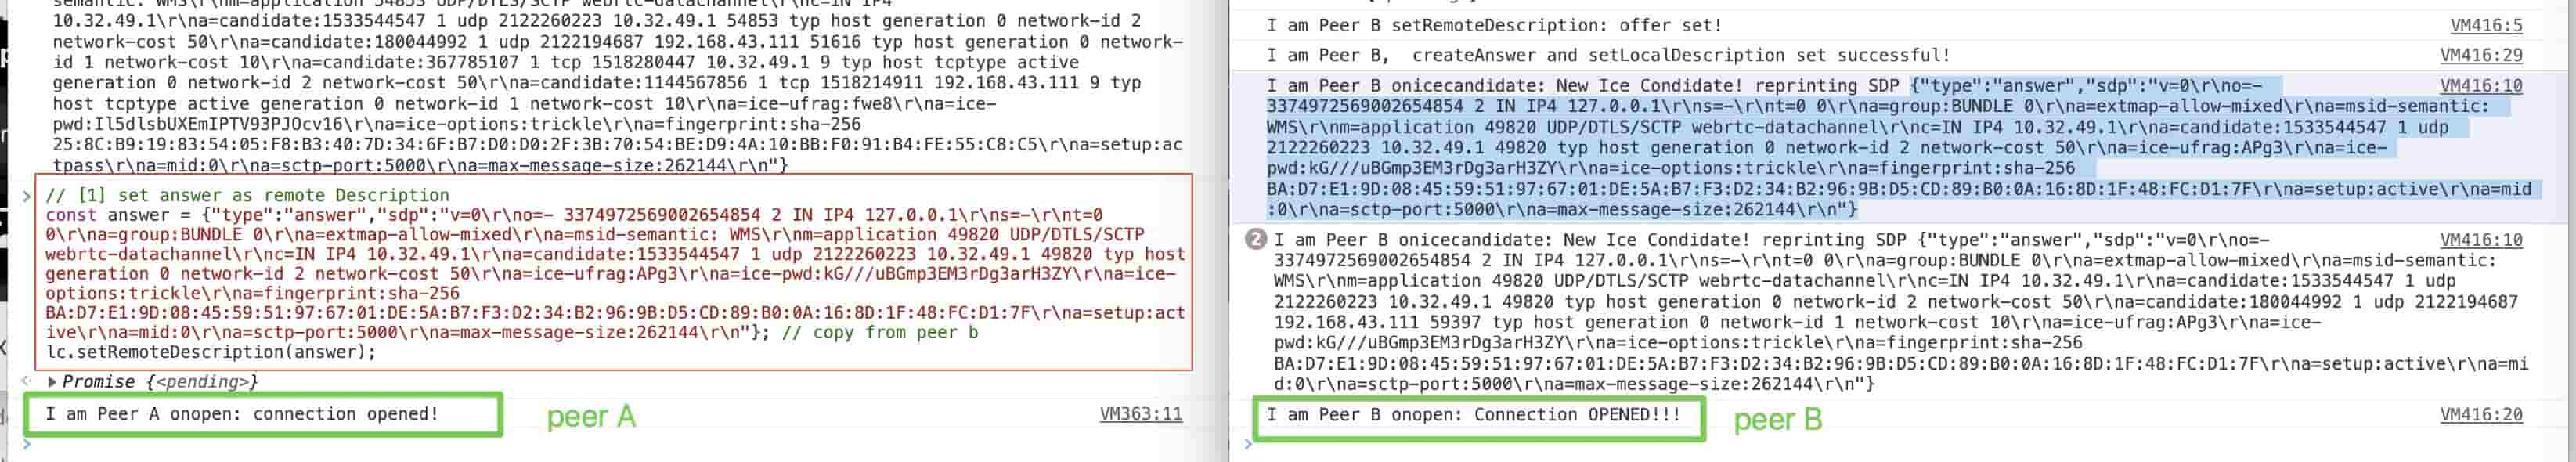 semantic: WMS\r\nm=application 54853 UDP/DTLS/SCTP webrtc-datachannel\r\nc=IN IP4
10.32.49.1\r\na=candidate:1533544547 1 udp 2122260223 10.32.49.1 54853 typ host generation 0 network-id 2
network-cost 50\r\na=candidate:180044992 1 udp 2122194687 192.168.43.111 51616 typ host generation 0 network-
id 1 network-cost 10\r\na=candidate:367785107 1 tcp 1518280447 10.32.49.1 9 typ host tcptype active
generation 0 network-id 2 network-cost 50\r\na=candidate:1144567856 1 tcp 1518214911 192.168.43.111 9 typ
host tcptype active generation 0 network-id 1 network-cost 10\r\na=ice-ufrag:fwe8\r\na=ice-
pwd:Il5dlsbUXEmIPTV93PJOcv16\r\na=ice-options:trickle\r\na=fingerprint:sha-256
25:8C:B9:19:83:54:05:F8:B3:40:7D:34:6F:B7:D0:D0:2F:3B:70:54:BE:D9:4A:10:BB:F0:91:B4:FE:55:C8:C5\r\na=setup:ac
tpass\r\na=mid:0\r\na=sctp-port:5000\r\na=max-message-size:262144\r\n"}
> // [1] set answer as remote Description
const answer = {"type":"answer","sdp":"v=0\r\no=- 3374972569002654854 2 IN IP4 127.0.0.1\r\ns=-\r\nt=0
0\r\na=group:BUNDLE 0\r\na=extmap-allow-mixed\r\na=msid-semantic: WMS\r\nm=application 49820 UDP/DTLS/SCTP
webrtc-datachannel\r\nc=IN IP4 10.32.49.1\r\na=candidate:1533544547 1 udp 2122260223 10.32.49.1 49820 typ host
generation 0 network-id 2 network-cost 50\r\na=ice-ufrag:APg3\r\na=ice-pwd:kG///uBGmp3EM3rDg3arH3ZY\r\na=ice-
options:trickle\r\na=fingerprint:sha-256
BA:D7:E1:9D:08:45:59:51:97:67:01:DE:5A:B7:F3:D2:34:B2:96:9B:D5:CD:89:B0:0A:16:8D:1F:48:FC:D1:7F\r\na=setup:act
ive\r\na=mid:0\r\na=sctp-port:5000\r\na=max-message-size:262144\r\n"}; // copy from peer b
lc.setRemoteDescription(answer);
Promise {<pending>}
I am Peer A onopen: connection opened! VM363:11
peer A
I am Peer B setRemoteDescription: offer set! VM416:5
I am Peer B,  createAnswer and setLocalDescription set successful! VM416:29
I am Peer B onicecandidate: New Ice Condidate! reprinting SDP {"type":"answer","sdp":"v=0\r\no=- VM416:10
3374972569002654854 2 IN IP4 127.0.0.1\r\ns=-\r\nt=0 0\r\na=group:BUNDLE 0\r\na=extmap-allow-mixed\r\na=msid-semantic:
WMS\r\nm=application 49820 UDP/DTLS/SCTP webrtc-datachannel\r\nc=IN IP4 10.32.49.1\r\na=candidate:1533544547 1 udp
2122260223 10.32.49.1 49820 typ host generation 0 network-id 2 network-cost 50\r\na=ice-ufrag:APg3\r\na=ice-
pwd:kG///uBGmp3EM3rDg3arH3ZY\r\na=ice-options:trickle\r\na=fingerprint:sha-256
BA:D7:E1:9D:08:45:59:51:97:67:01:DE:5A:B7:F3:D2:34:B2:96:9B:D5:CD:89:B0:0A:16:8D:1F:48:FC:D1:7F\r\na=setup:active\r\na=mid
:0\r\na=sctp-port:5000\r\na=max-message-size:262144\r\n"}
2 I am Peer B onicecandidate: New Ice Condidate! reprinting SDP {"type":"answer","sdp":"v=0\r\no=- VM416:10
3374972569002654854 2 IN IP4 127.0.0.1\r\ns=-\r\nt=0 0\r\na=group:BUNDLE 0\r\na=extmap-allow-mixed\r\na=msid-semantic:
WMS\r\nm=application 49820 UDP/DTLS/SCTP webrtc-datachannel\r\nc=IN IP4 10.32.49.1\r\na=candidate:1533544547 1 udp
2122260223 10.32.49.1 49820 typ host generation 0 network-id 2 network-cost 50\r\na=candidate:180044992 1 udp 2122194687
192.168.43.111 59397 typ host generation 0 network-id 1 network-cost 10\r\na=ice-ufrag:APg3\r\na=ice-
pwd:kG///uBGmp3EM3rDg3arH3ZY\r\na=ice-options:trickle\r\na=fingerprint:sha-256
BA:D7:E1:9D:08:45:59:51:97:67:01:DE:5A:B7:F3:D2:34:B2:96:9B:D5:CD:89:B0:0A:16:8D:1F:48:FC:D1:7F\r\na=setup:active\r\na=mi
d:0\r\na=sctp-port:5000\r\na=max-message-size:262144\r\n"}
I am Peer B onopen: Connection OPENED!!! VM416:20
peer B